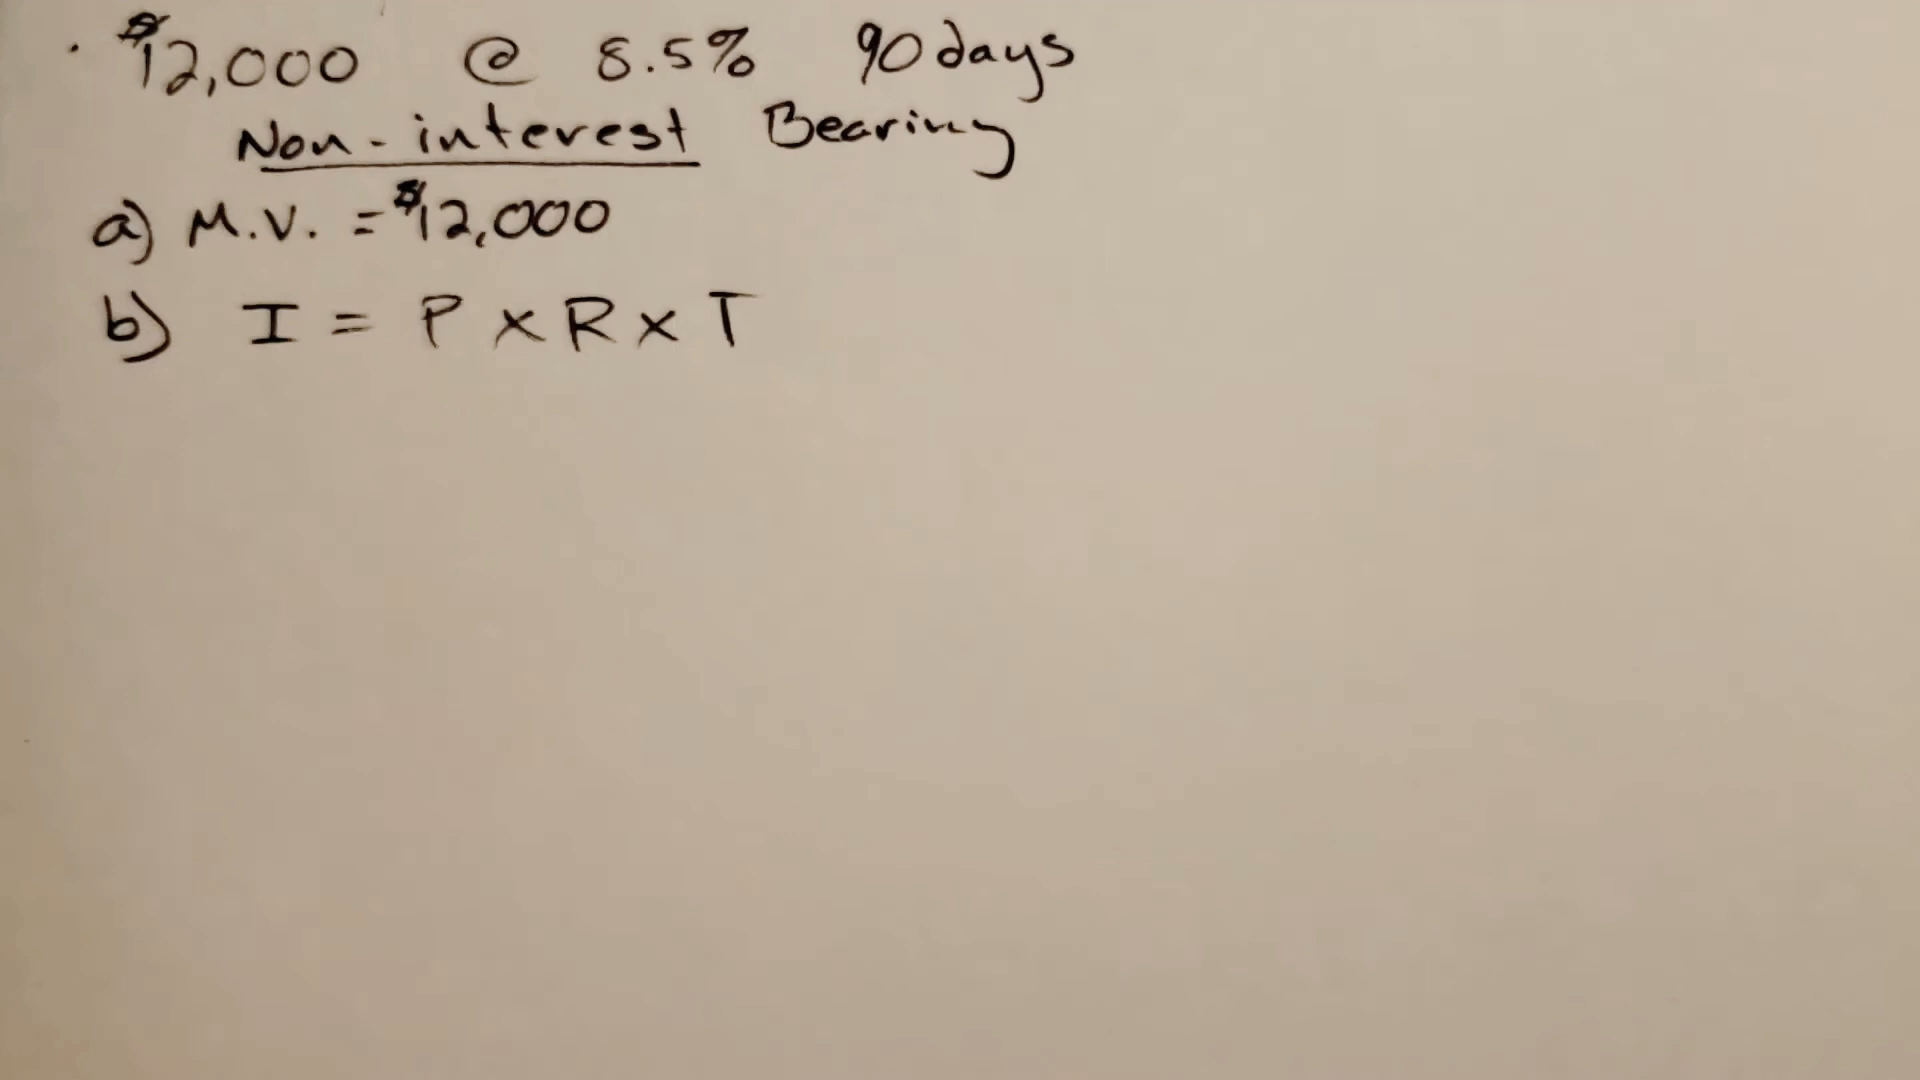 $12,000 @ 8.5% 90 days
Non-interest Bearing
a) M.V. = $12,000
b) I = P x R x T